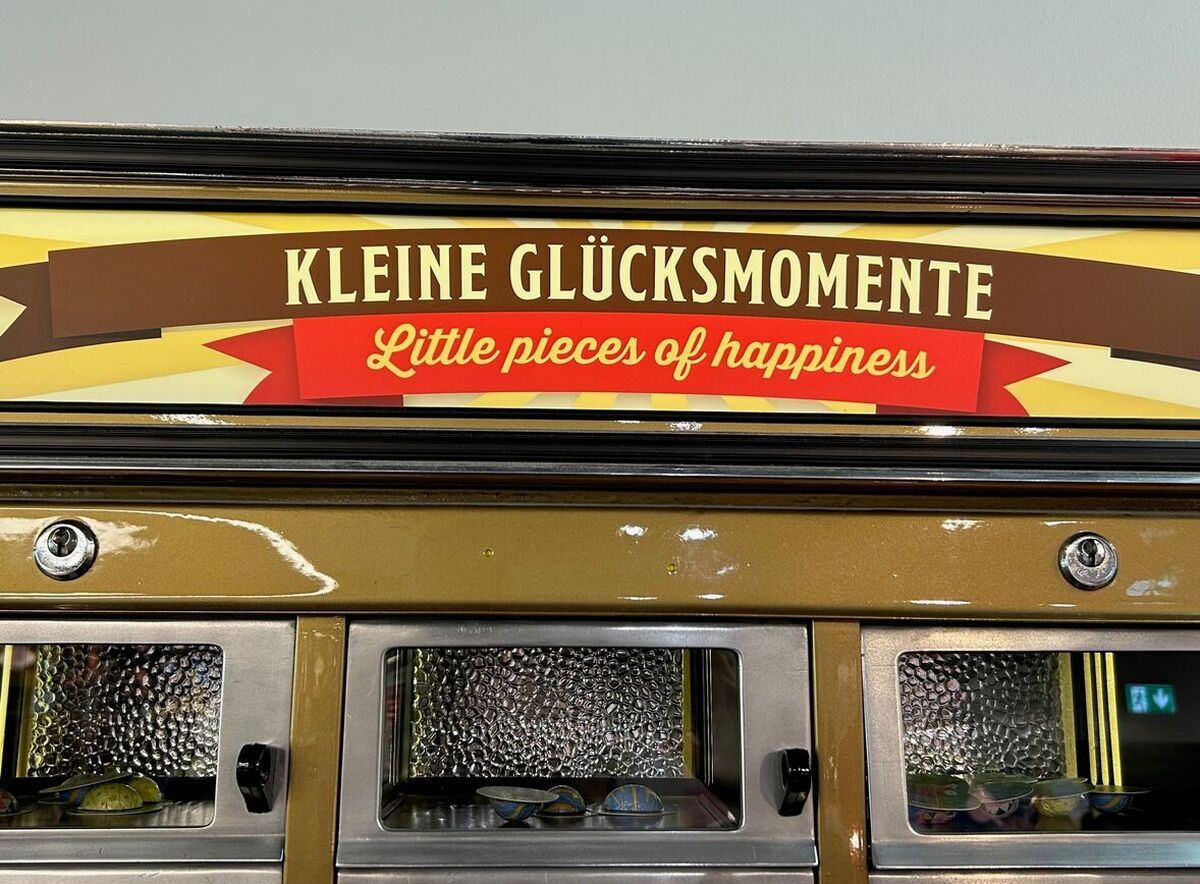 KLEINE GLÜCKSMOMENTE
Little pieces of happiness